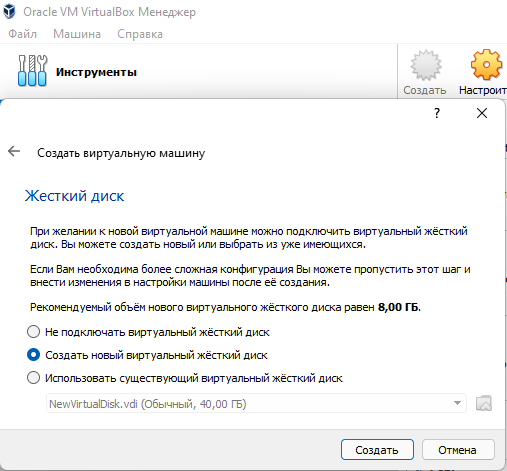 Oracle VM VirtualBox Менеджер
Файл Машина Справка
Инструменты
Создать
Настроит
?
Создать виртуальную машину
Жесткий диск
При желании к новой виртуальной машине можно подключить виртуальный жёсткий
диск. Вы можете создать новый или выбрать из уже имеющихся.
Если Вам необходима более сложная конфигурация Вы можете пропустить этот шаг и
внести изменения в настройки машины после её создания.
Рекомендуемый объём нового виртуального жёсткого диска равен 8,00 ГБ.
Не подключать виртуальный жёсткий диск
Создать новый виртуальный жёсткий диск
Использовать существующий виртуальный жёсткий диск
NewVirtualDisk.vdi (Обычный, 40,00 ГБ)
Создать
Отмена